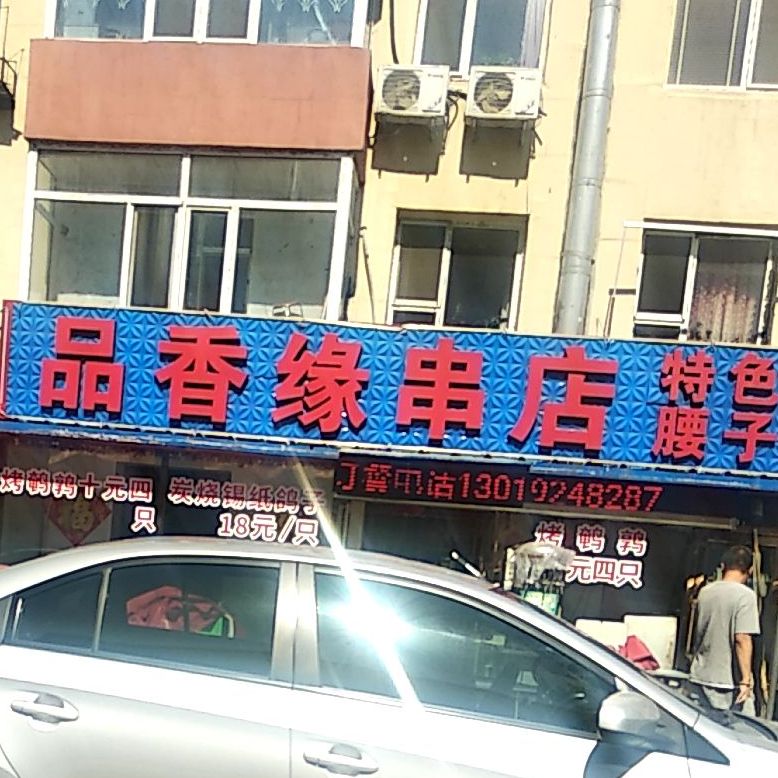 品香缘串店
特色
腰子
订餐电话13019248287
烤鹌鹑十元四
只
炭烧锡纸鸽子
18元/只
烤鹌鹑
元四只
福